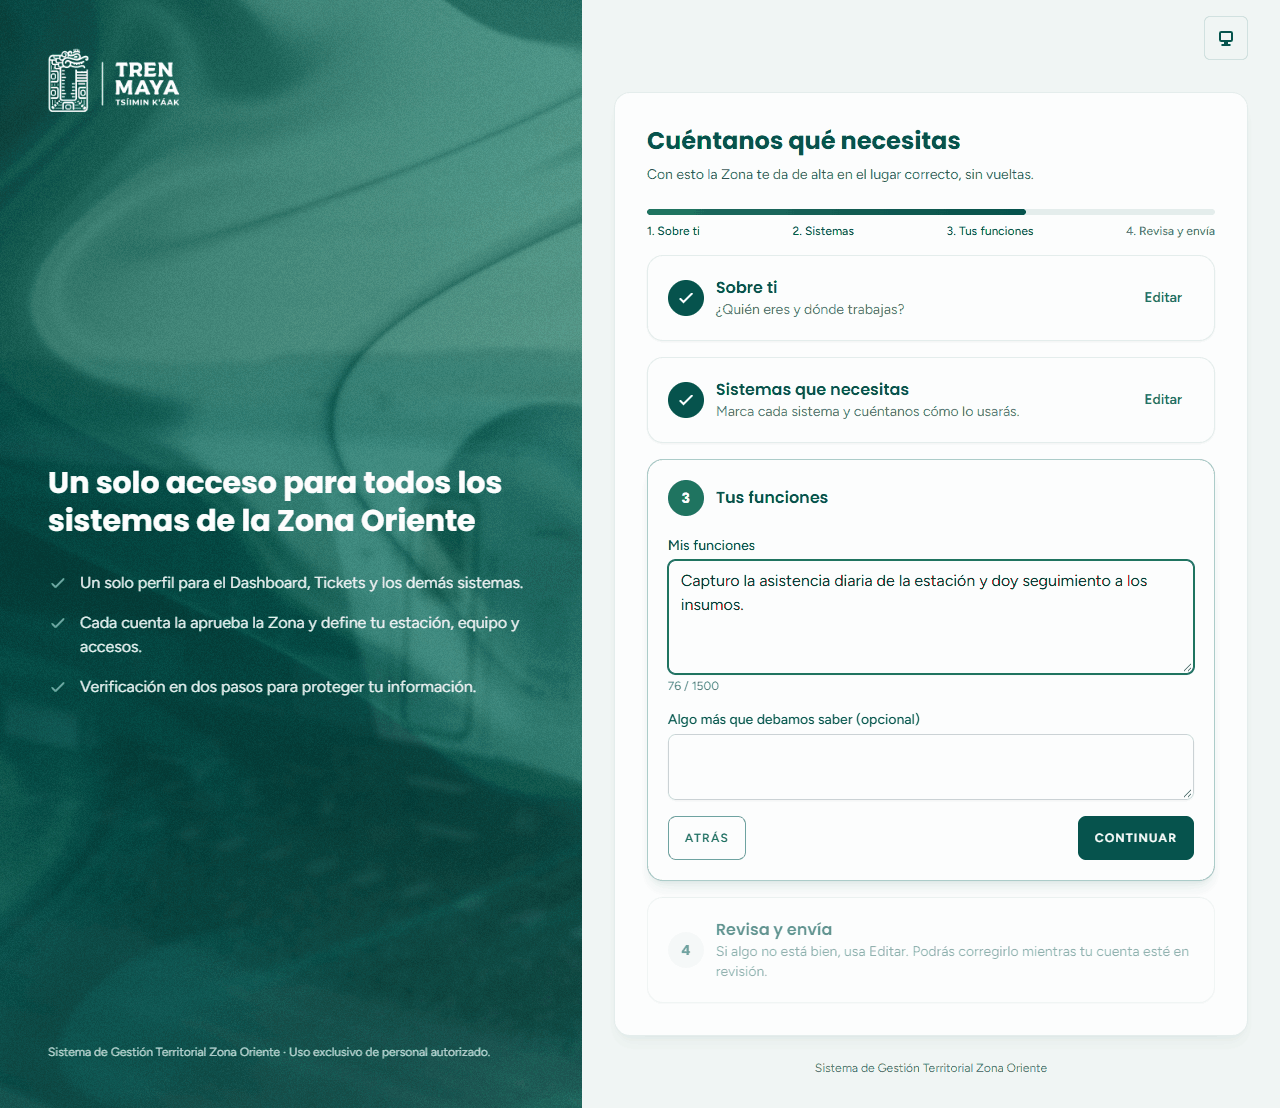 TREN
MAYA
TSÍIMIN K'ÁAK
Un solo acceso para todos los
sistemas de la Zona Oriente
Un solo perfil para el Dashboard, Tickets y los demás sistemas.
Cada cuenta la aprueba la Zona y define tu estación, equipo y
accesos.
Verificación en dos pasos para proteger tu información.
Sistema de Gestión Territorial Zona Oriente · Uso exclusivo de personal autorizado.
Cuéntanos qué necesitas
Con esto la Zona te da de alta en el lugar correcto, sin vueltas.
1. Sobre ti
2. Sistemas
3. Tus funciones
4. Revisa y envía
Sobre ti
¿Quién eres y dónde trabajas?
Editar
Sistemas que necesitas
Marca cada sistema y cuéntanos cómo lo usarás.
Editar
3
Tus funciones
Mis funciones
Capturo la asistencia diaria de la estación y doy seguimiento a los
insumos.
76 / 1500
Algo más que debamos saber (opcional)
ATRÁS
CONTINUAR
4
Revisa y envía
Si algo no está bien, usa Editar. Podrás corregirlo mientras tu cuenta esté en
revisión.
Sistema de Gestión Territorial Zona Oriente